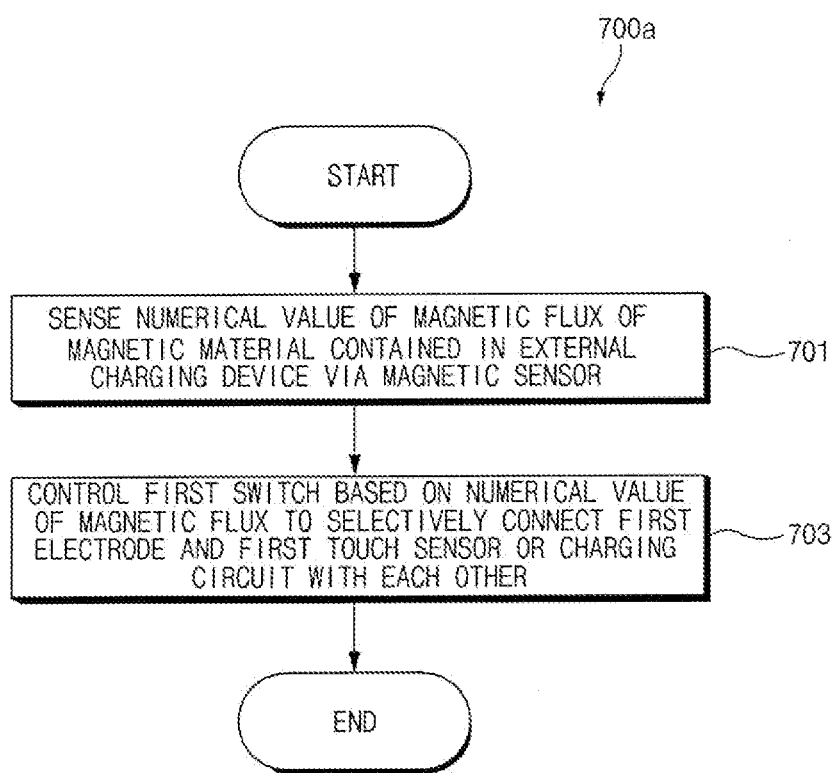 700a
START
SENSE NUMERICAL VALUE OF MAGNETIC FLUX OF
MAGNETIC MATERIAL CONTAINED IN EXTERNAL
CHARGING DEVICE VIA MAGNETIC SENSOR
701
CONTROL FIRST SWITCH BASED ON NUMERICAL VALUE
OF MAGNETIC FLUX TO SELECTIVELY CONNECT FIRST
ELECTRODE AND FIRST TOUCH SENSOR OR CHARGING
CIRCUIT WITH EACH OTHER
703
END